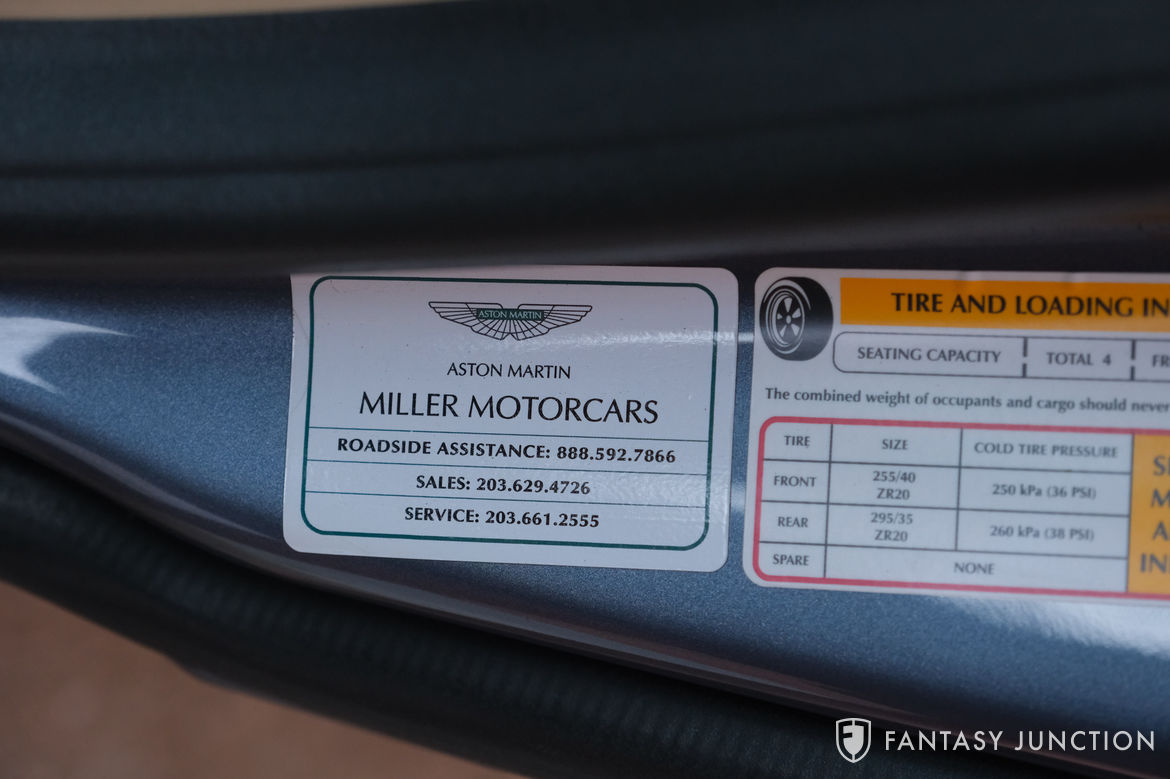 ASTON MARTIN
ASTON MARTIN
MILLER MOTORCARS
ROADSIDE ASSISTANCE: 888.592.7866
SALES: 203.629.4726
SERVICE: 203.661.2555
TIRE AND LOADING IN
SEATING CAPACITY TOTAL 4 FR
The combined weight of occupants and cargo should never
TIRE SIZE COLD TIRE PRESSURE
FRONT 255/40 ZR20 250 kPa (36 PSI)
REAR 295/35 ZR20 260 kPa (38 PSI)
SPARE NONE
FANTASY JUNCTION